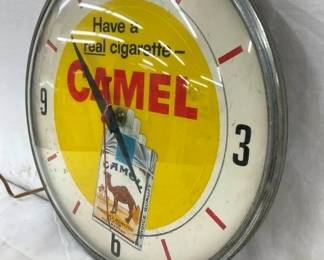 Have a
real cigarette—
CAMEL
9
3
CAMEL
6